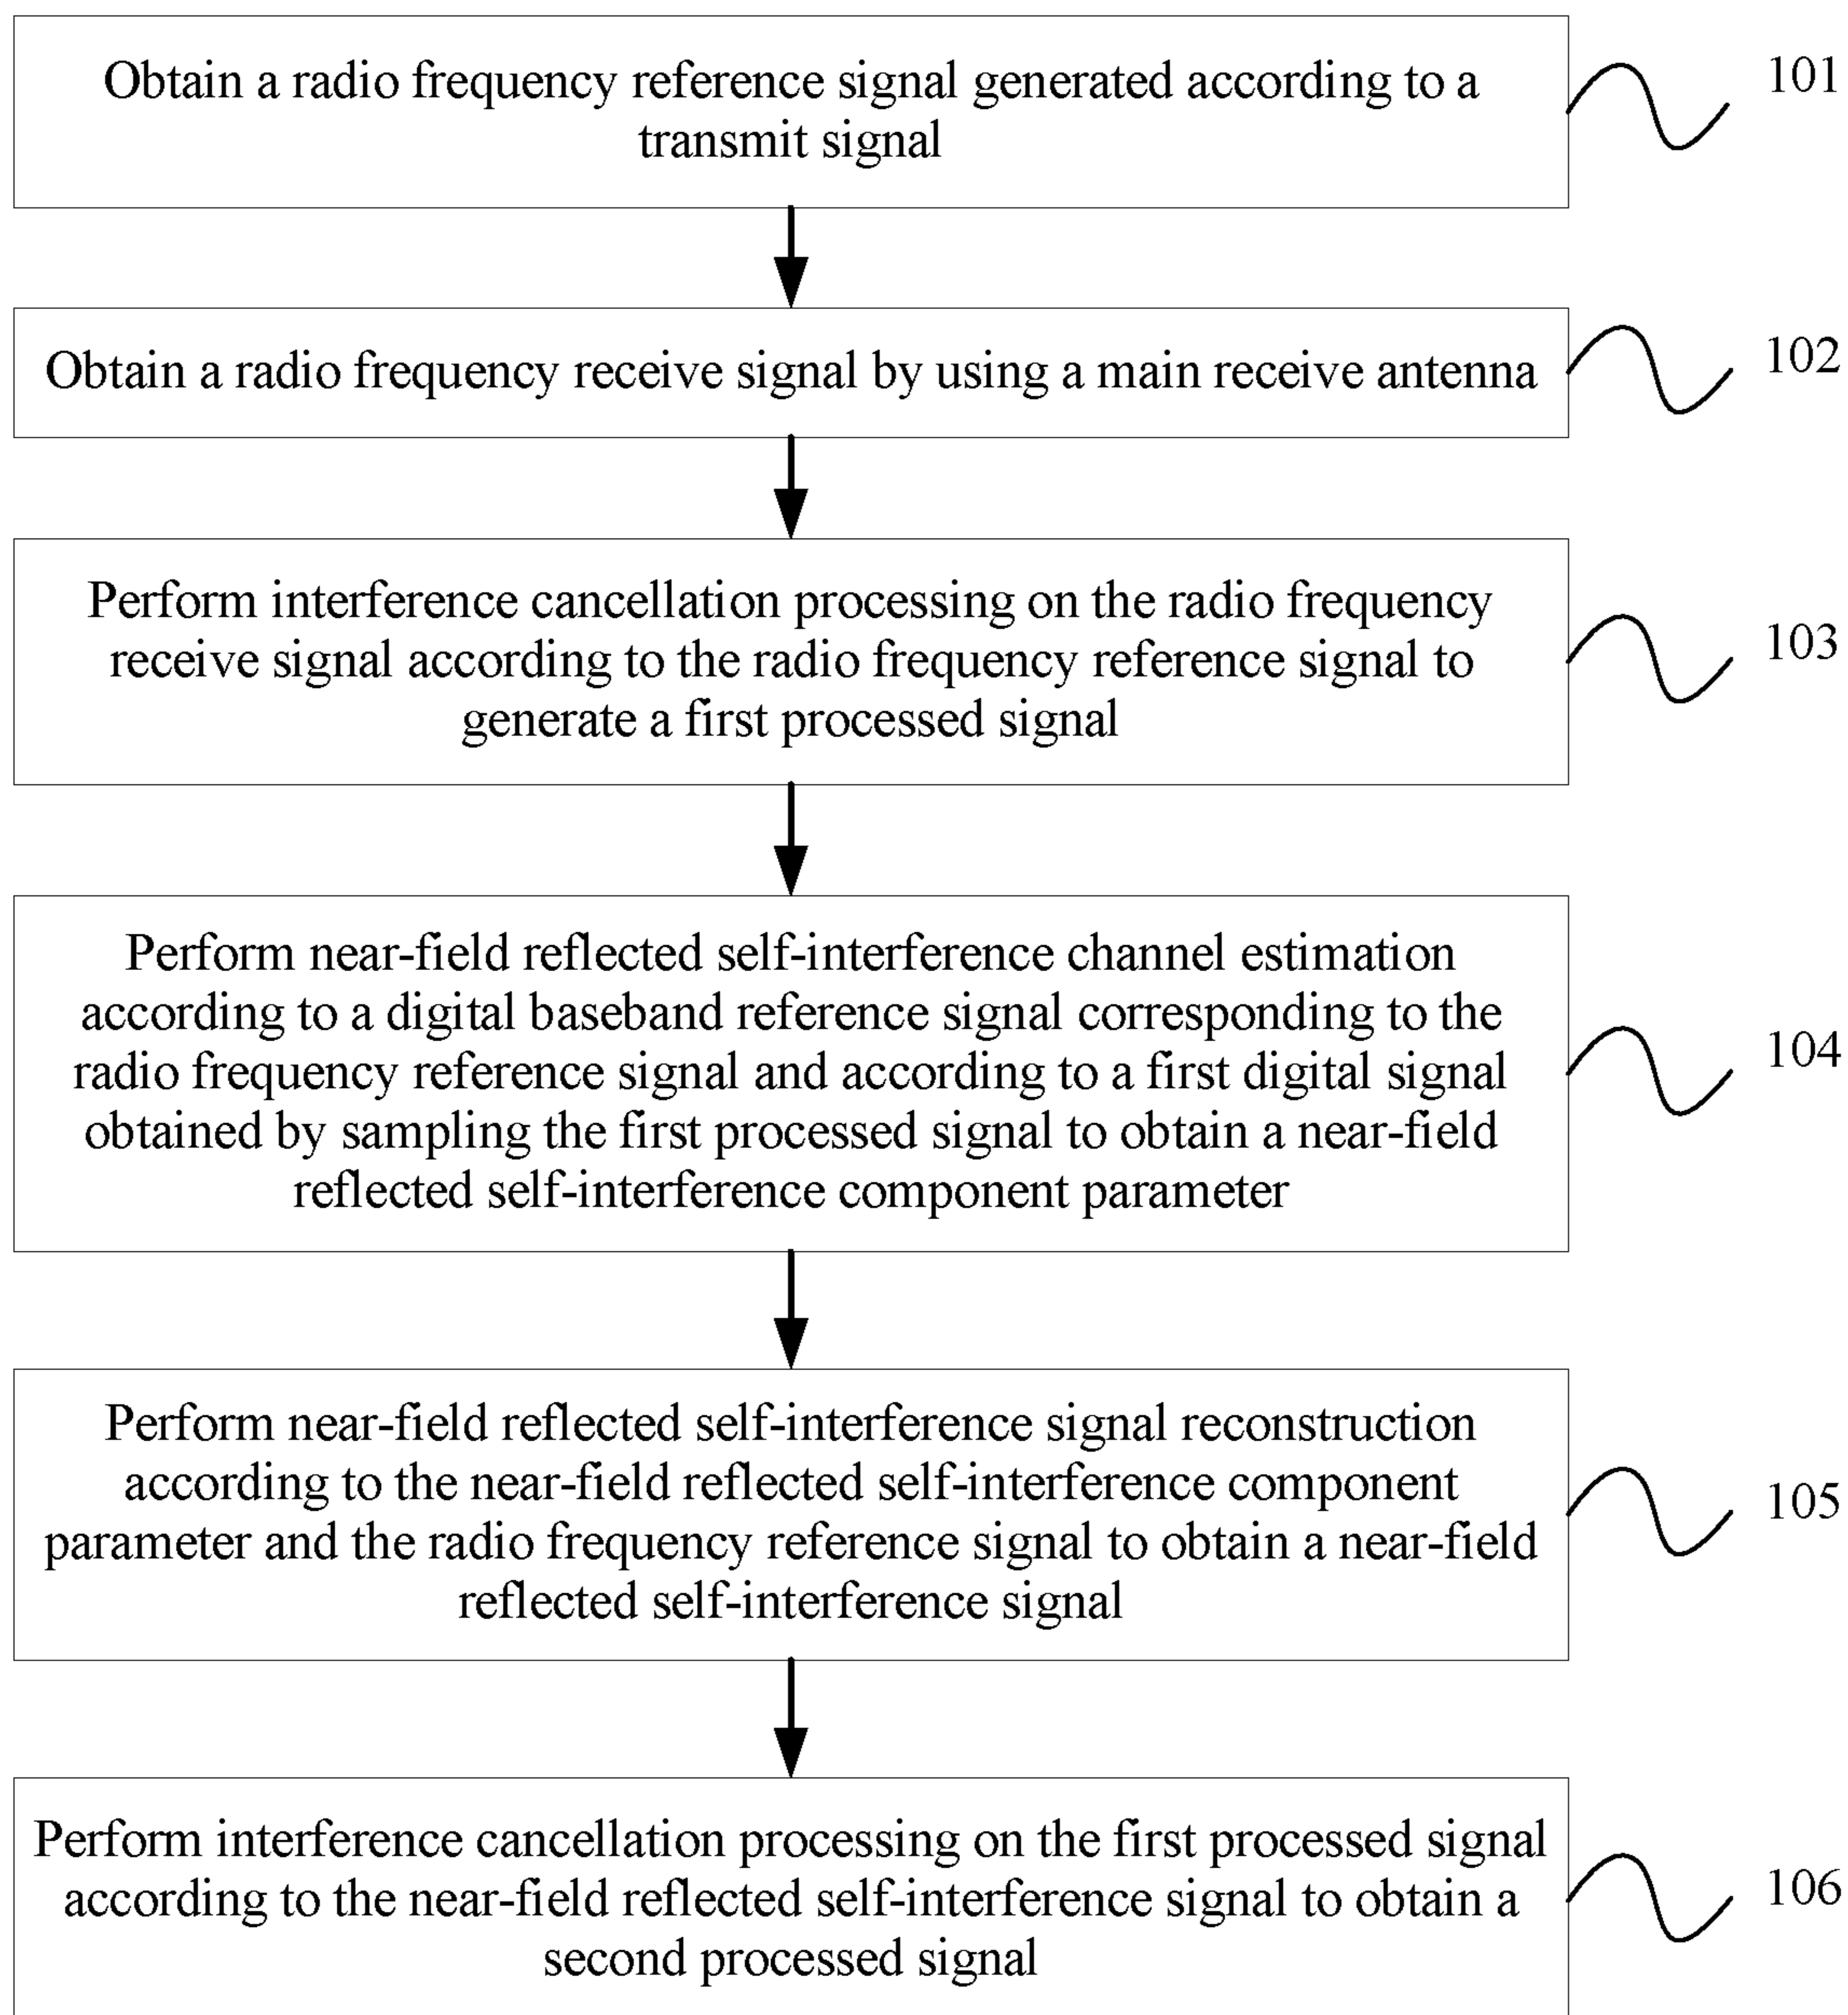 Obtain a radio frequency reference signal generated according to a
transmit signal
101
Obtain a radio frequency receive signal by using a main receive antenna
102
Perform interference cancellation processing on the radio frequency
receive signal according to the radio frequency reference signal to
generate a first processed signal
103
Perform near-field reflected self-interference channel estimation
according to a digital baseband reference signal corresponding to the
radio frequency reference signal and according to a first digital signal
obtained by sampling the first processed signal to obtain a near-field
reflected self-interference component parameter
104
Perform near-field reflected self-interference signal reconstruction
according to the near-field reflected self-interference component
parameter and the radio frequency reference signal to obtain a near-field
reflected self-interference signal
105
Perform interference cancellation processing on the first processed signal
according to the near-field reflected self-interference signal to obtain a
second processed signal
106